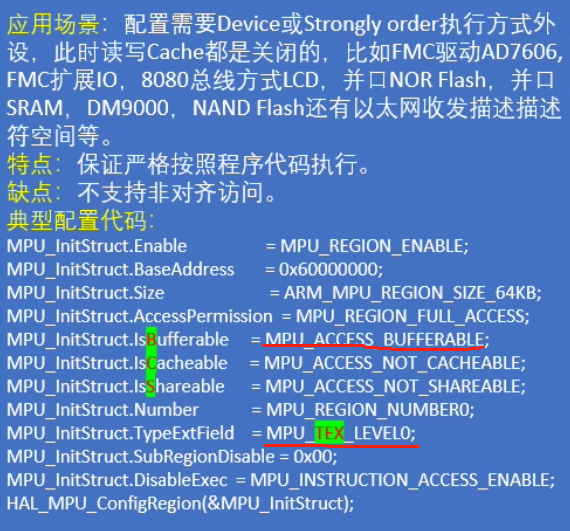 应用场景：配置需要Device或Strongly order执行方式外
设，此时读写Cache都是关闭的，比如FMC驱动AD7606,
FMC扩展IO，8080总线方式LCD，并口NOR Flash，并口
SRAM，DM9000，NAND Flash还有以太网收发描述描述
符空间等。
特点：保证严格按照程序代码执行。
缺点：不支持非对齐访问。
典型配置代码：
MPU_InitStruct.Enable = MPU_REGION_ENABLE;
MPU_InitStruct.BaseAddress = 0x60000000;
MPU_InitStruct.Size = ARM_MPU_REGION_SIZE_64KB;
MPU_InitStruct.AccessPermission = MPU_REGION_FULL_ACCESS;
MPU_InitStruct.IsBufferable = MPU_ACCESS_BUFFERABLE;
MPU_InitStruct.IsCacheable = MPU_ACCESS_NOT_CACHEABLE;
MPU_InitStruct.IsShareable = MPU_ACCESS_NOT_SHAREABLE;
MPU_InitStruct.Number = MPU_REGION_NUMBER0;
MPU_InitStruct.TypeExtField = MPU_TEX_LEVEL0;
MPU_InitStruct.SubRegionDisable = 0x00;
MPU_InitStruct.DisableExec = MPU_INSTRUCTION_ACCESS_ENABLE;
HAL_MPU_ConfigRegion(&MPU_InitStruct);